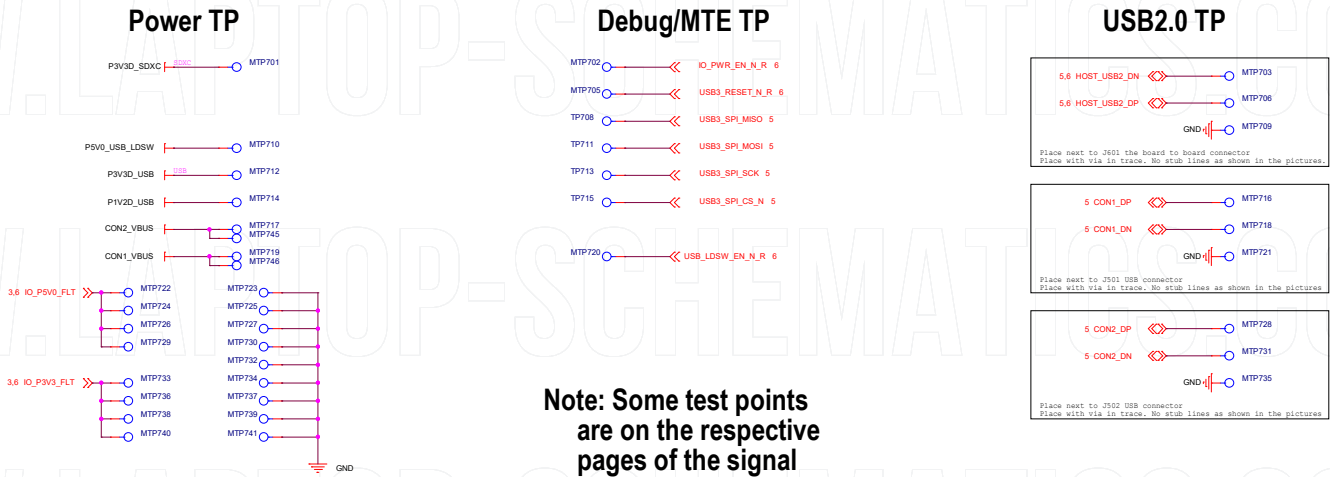 Power TP
P3V3D_SDXC SDXC MTP701
P5V0_USB_LDSW MTP710
P3V3D_USB USB MTP712
P1V2D_USB MTP714
CON2_VBUS MTP717
MTP745
CON1_VBUS MTP719
MTP746
3,6 IO_P5V0_FLT MTP722 MTP723
MTP724 MTP725
MTP726 MTP727
MTP729 MTP730
MTP732
3,6 IO_P3V3_FLT MTP733 MTP734
MTP736 MTP737
MTP738 MTP739
MTP740 MTP741
GND
Debug/MTE TP
MTP702 IO_PWR_EN_N_R 6
MTP705 USB3_RESET_N_R 6
TP708 USB3_SPI_MISO 5
TP711 USB3_SPI_MOSI 5
TP713 USB3_SPI_SCK 5
TP715 USB3_SPI_CS_N 5
MTP720 USB_LDSW_EN_N_R 6
Note: Some test points
are on the respective
pages of the signal
USB2.0 TP
5,6 HOST_USB2_DN MTP703
5,6 HOST_USB2_DP MTP706
GND MTP709
Place next to J601 the board to board connector
Place with via in trace. No stub lines as shown in the pictures.
5 CON1_DP MTP716
5 CON1_DN MTP718
GND MTP721
Place next to J501 USB connector
Place with via in trace. No stub lines as shown in the pictures
5 CON2_DP MTP728
5 CON2_DN MTP731
GND MTP735
Place next to J502 USB connector
Place with via in trace. No stub lines as shown in the pictures